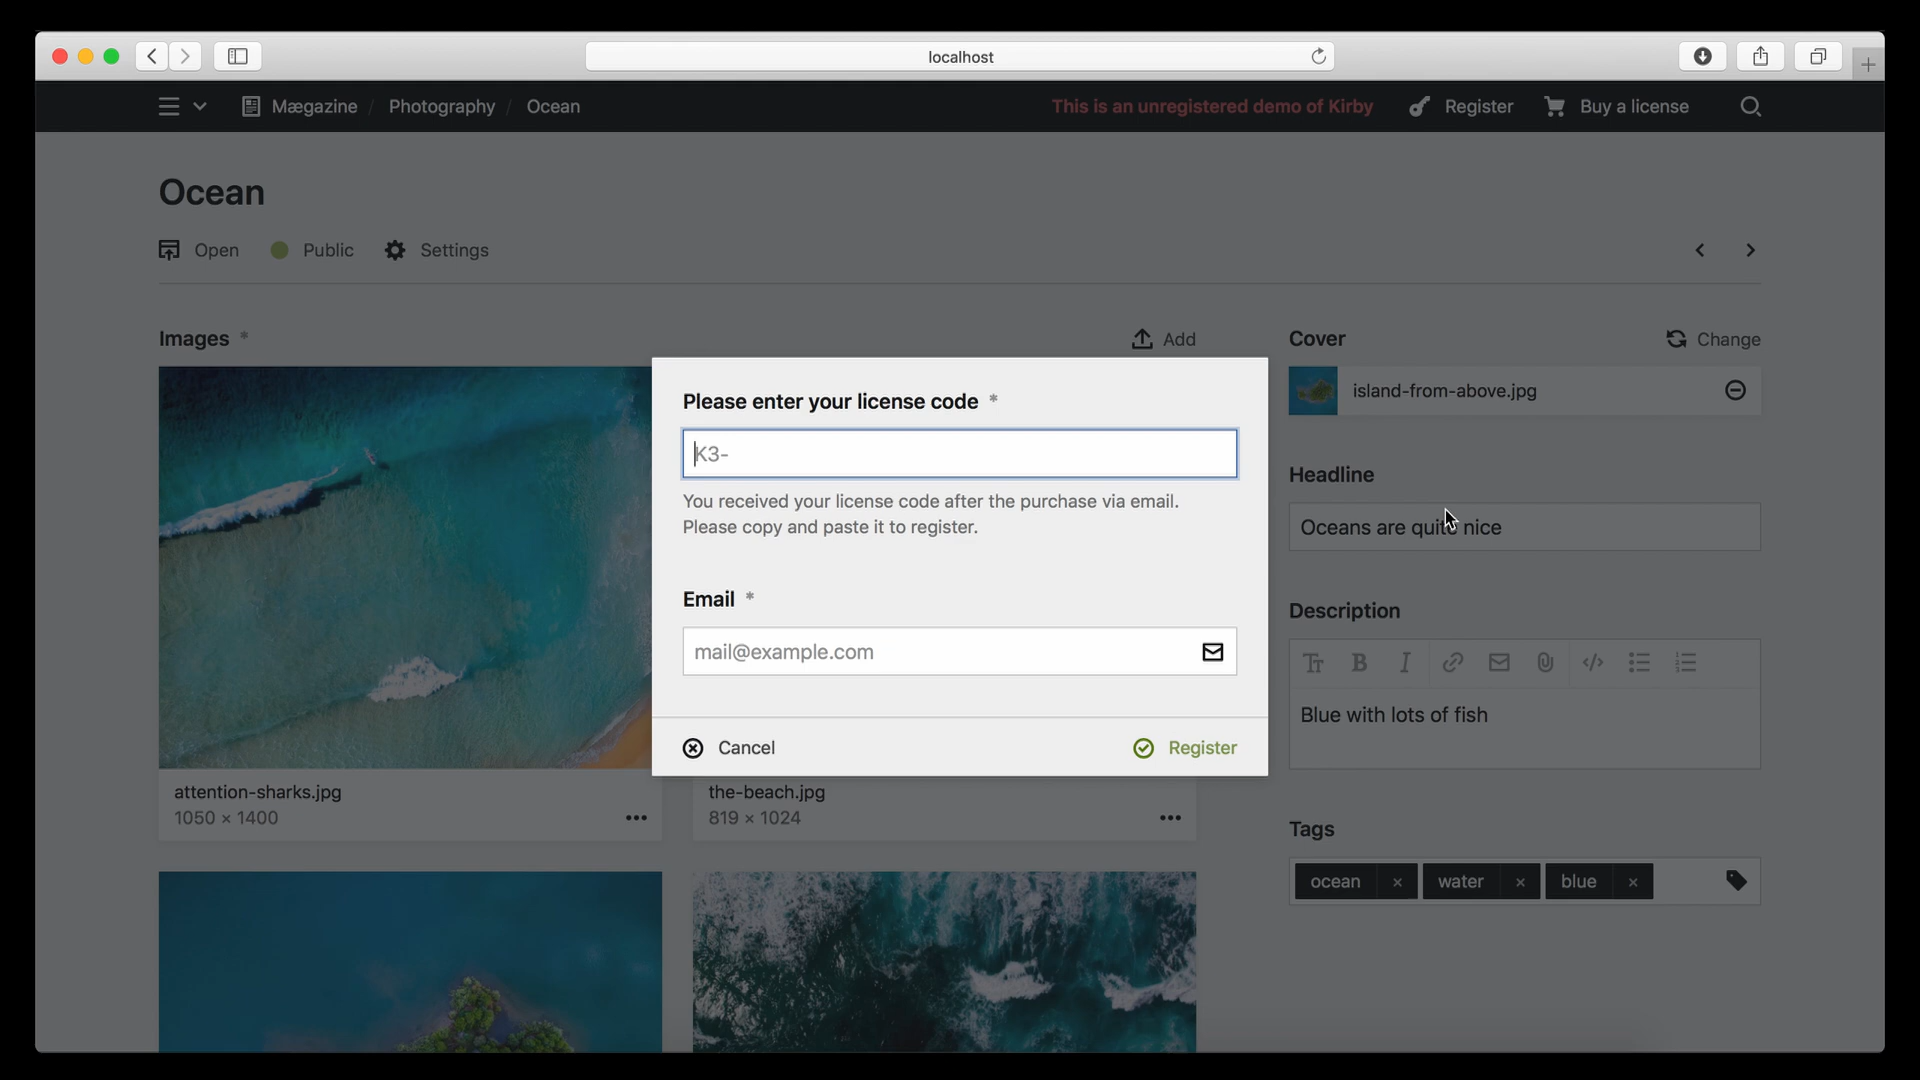 localhost
Mægazine / Photography / Ocean
This is an unregistered demo of Kirby
Register
Buy a license
Ocean
Open
Public
Settings
Images *
Add
attention-sharks.jpg
1050 × 1400
the-beach.jpg
819 × 1024
Please enter your license code *
K3-
You received your license code after the purchase via email.
Please copy and paste it to register.
Email *
mail@example.com
Cancel
Register
Cover
Change
island-from-above.jpg
Headline
Oceans are quite nice
Description
Blue with lots of fish
Tags
ocean ×
water ×
blue ×